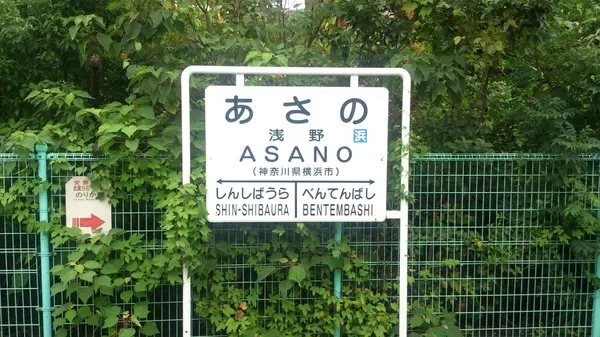 あさの
浅野 浜
ASANO
(神奈川県横浜市)
しんしばうら べんてんばし
SHIN-SHIBAURA BENTEMBASHI
のりか